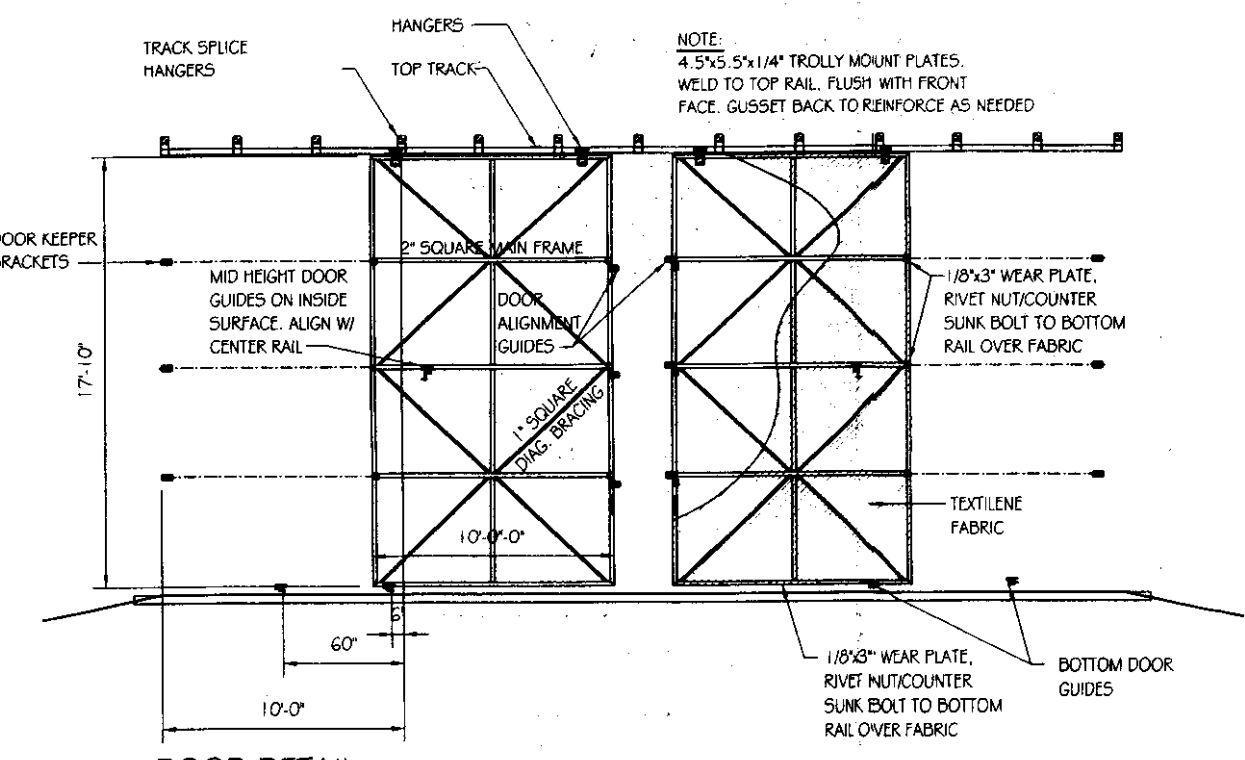 HANGERS
TRACK SPLICE
HANGERS
TOP TRACK
NOTE:
4.5"x5.5"x1/4" TROLLY MOUNT PLATES.
WELD TO TOP RAIL, FLUSH WITH FRONT
FACE. GUSSET BACK TO REINFORCE AS NEEDED
DOOR KEEPER
BRACKETS
2" SQUARE MAIN FRAME
MID HEIGHT DOOR
GUIDES ON INSIDE
SURFACE. ALIGN W/
CENTER RAIL
DOOR
ALIGNMENT
GUIDES
1/8"x3" WEAR PLATE,
RIVET NUT/COUNTER
SUNK BOLT TO BOTTOM
RAIL OVER FABRIC
17'-10"
1" SQUARE
DIAG. BRACING
TEXTILENE
FABRIC
10'-0"-0"
6"
60"
10'-0"
1/8"x3" WEAR PLATE,
RIVET NUT/COUNTER
SUNK BOLT TO BOTTOM
RAIL OVER FABRIC
BOTTOM DOOR
GUIDES